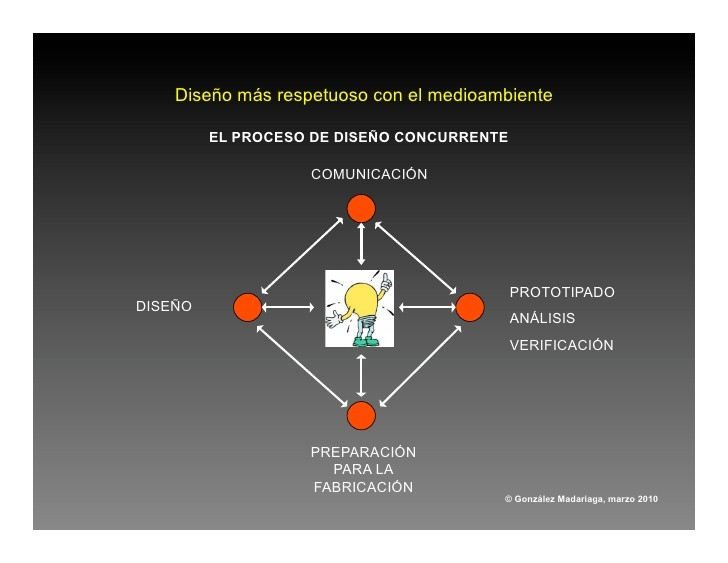 Diseño más respetuoso con el medioambiente
EL PROCESO DE DISEÑO CONCURRENTE
COMUNICACIÓN
DISEÑO
PROTOTIPADO
ANÁLISIS
VERIFICACIÓN
PREPARACIÓN
PARA LA
FABRICACIÓN
© González Madariaga, marzo 2010